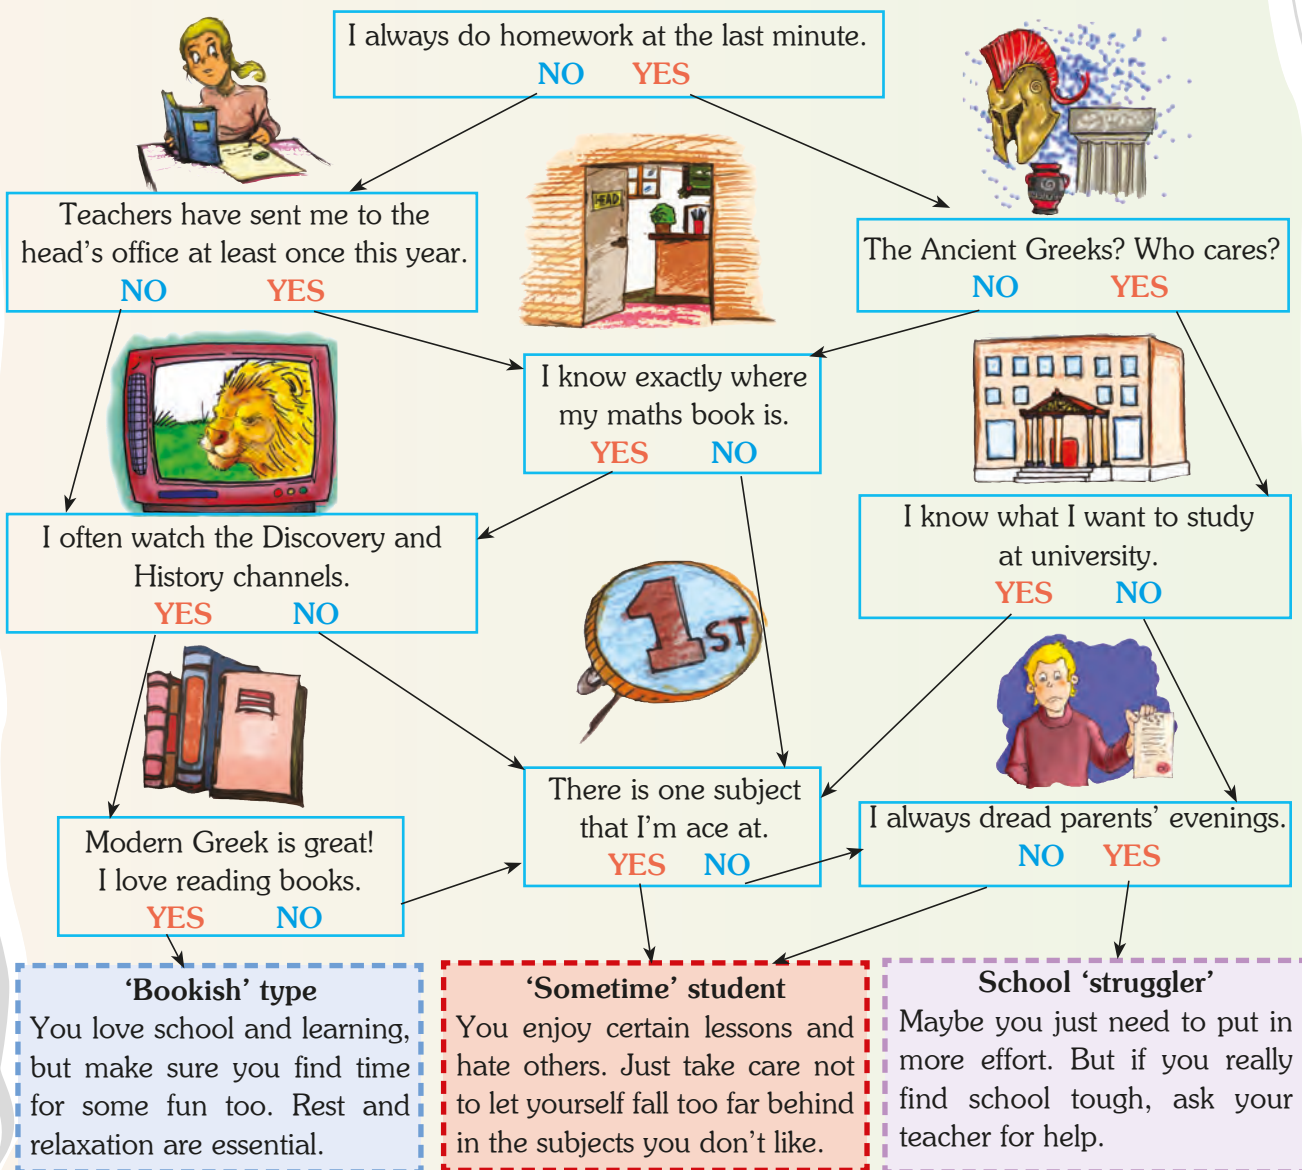 I always do homework at the last minute.
NO YES
Teachers have sent me to the
head's office at least once this year.
NO YES
HEAD
The Ancient Greeks? Who cares?
NO YES
I know exactly where
my maths book is.
YES NO
I often watch the Discovery and
History channels.
YES NO
I know what I want to study
at university.
YES NO
1ST
Modern Greek is great!
I love reading books.
YES NO
There is one subject
that I'm ace at.
YES NO
I always dread parents' evenings.
NO YES
‘Bookish’ type
You love school and learning,
but make sure you find time
for some fun too. Rest and
relaxation are essential.
‘Sometime’ student
You enjoy certain lessons and
hate others. Just take care not
to let yourself fall too far behind
in the subjects you don't like.
School ‘struggler’
Maybe you just need to put in
more effort. But if you really
find school tough, ask your
teacher for help.